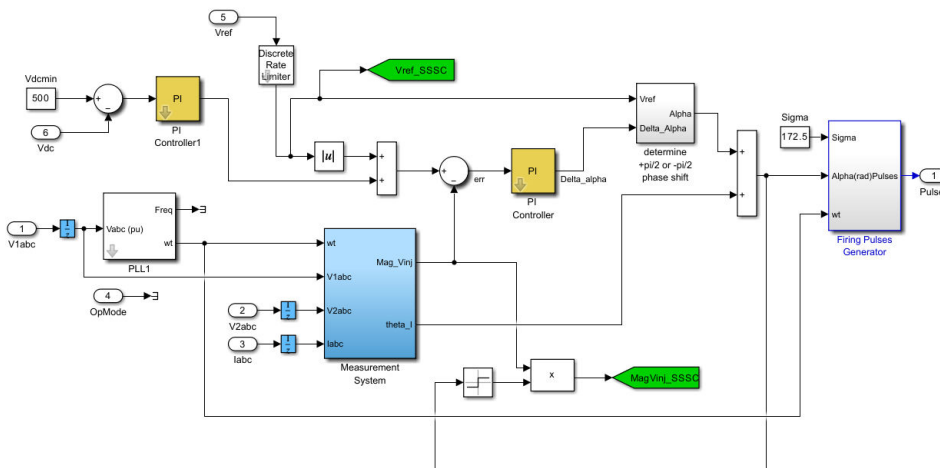 5
Vref
Discrete
Rate
Limiter
Vref_SSSC
Vdcmin
500
+
−
6
Vdc
PI
PI
Controller1
|u|
+
+
+
−
err
PI
PI
Controller
Delta_alpha
Vref
Alpha
Delta_Alpha
determine
+pi/2 or -pi/2
phase shift
+
+
Sigma
172.5
Sigma
Alpha(rad)Pulses
wt
Firing Pulses
Generator
1
Pulse
1
V1abc
1
z
Vabc (pu)
Freq
wt
PLL1
4
OpMode
2
V2abc
1
z
3
Iabc
1
z
wt
V1abc
V2abc
Iabc
Mag_Vinj
theta_I
Measurement
System
x
MagVinj_SSSC